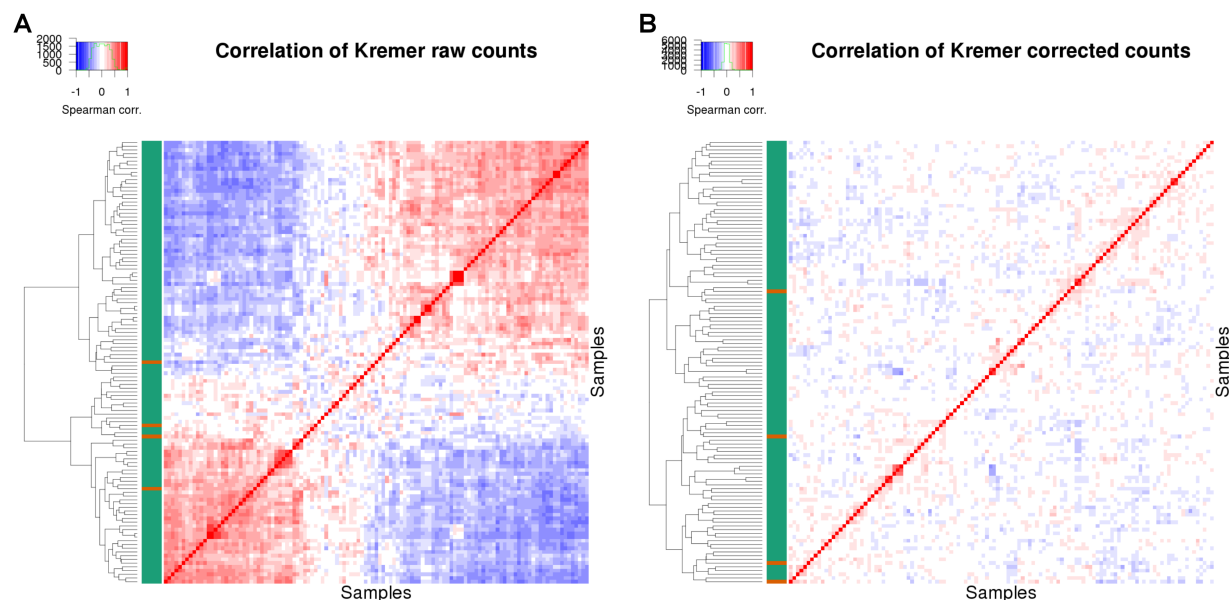 A
Correlation of Kremer raw counts
2000
1500
1000
500
0
-1 0 1
Spearman corr.
Samples
Samples
B
Correlation of Kremer corrected counts
6000
5000
4000
3000
2000
1000
0
-1 0 1
Spearman corr.
Samples
Samples